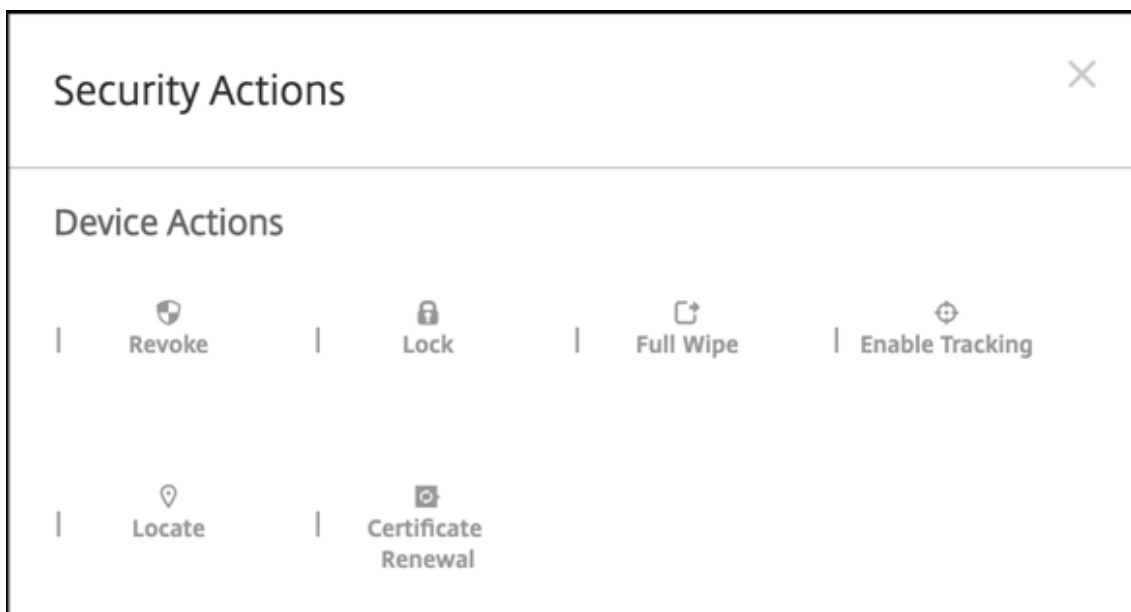 Security Actions
Device Actions
Revoke
Lock
Full Wipe
Enable Tracking
Locate
Certificate
Renewal